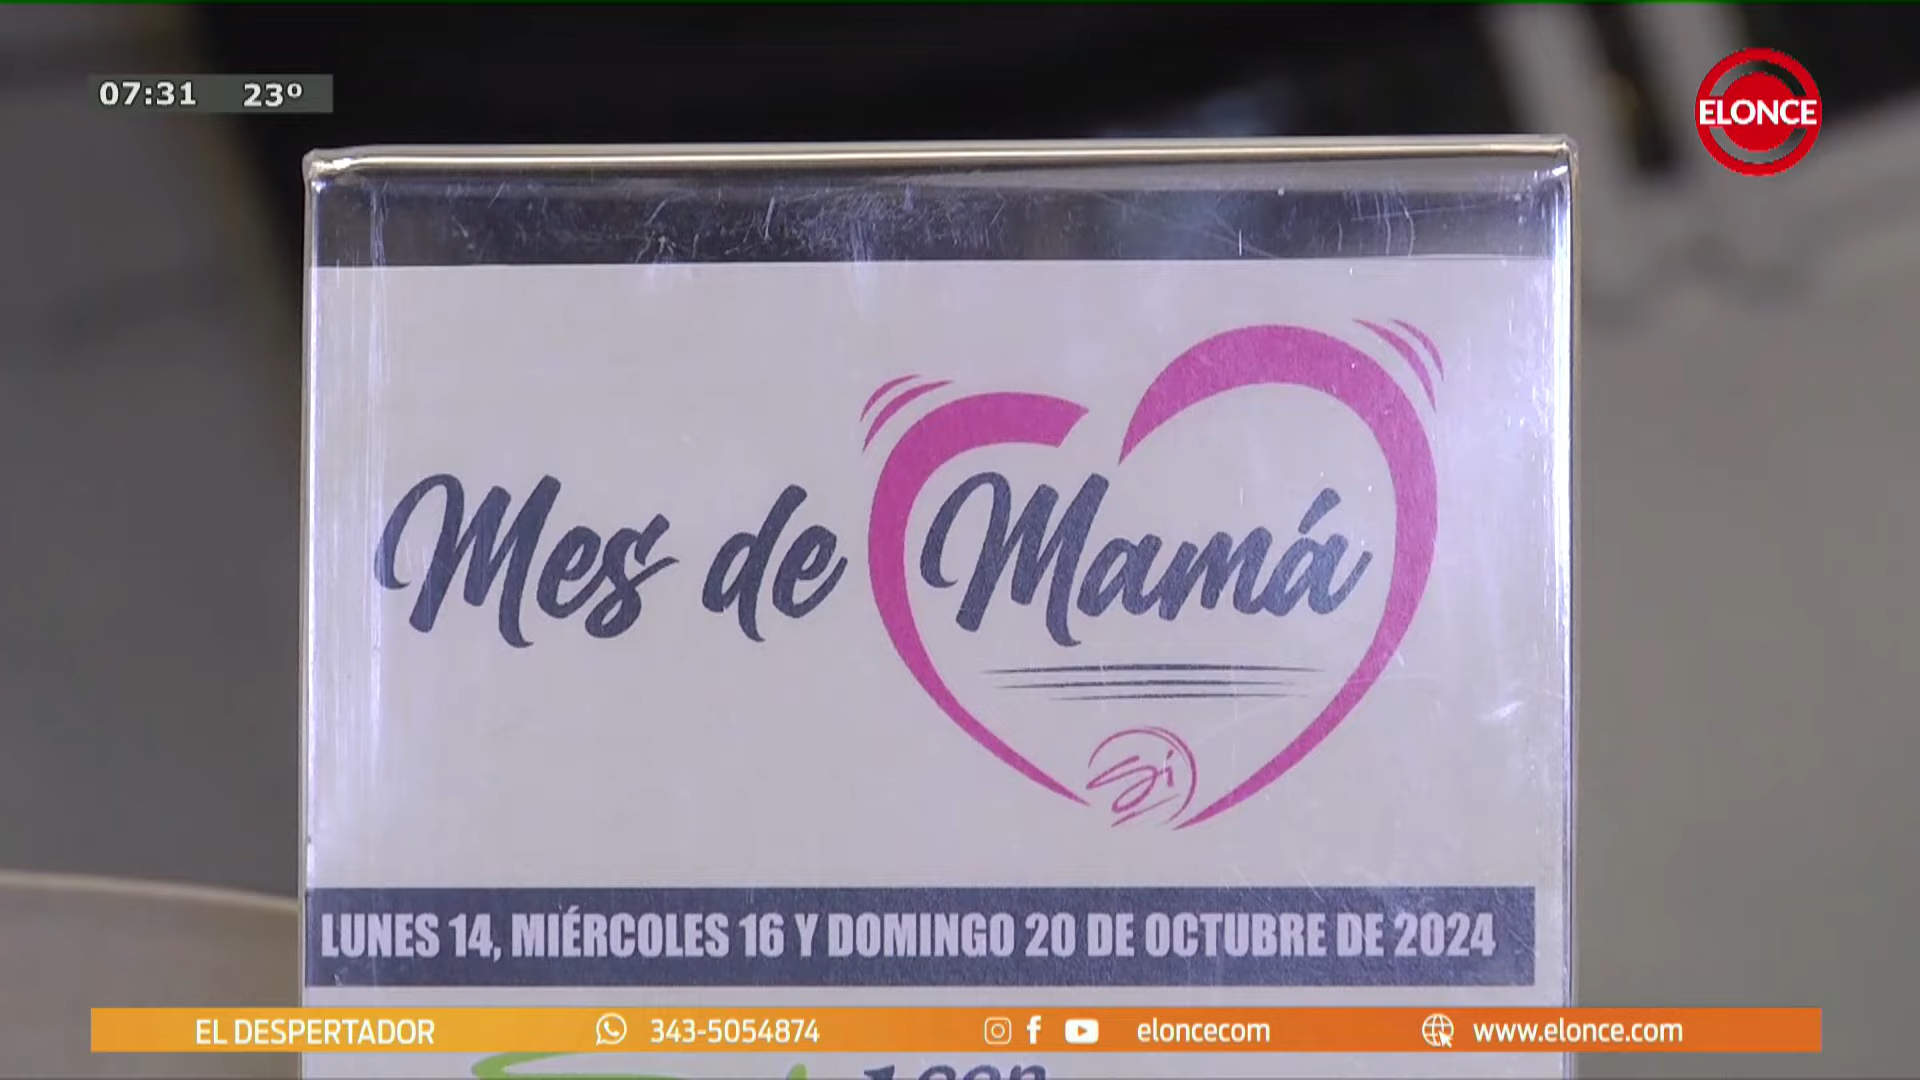 07:31 23º
ELONCE
Mes de Mamá
Si
LUNES 14, MIÉRCOLES 16 Y DOMINGO 20 DE OCTUBRE DE 2024
EL DESPERTADOR 343-5054874 eloncecom www.elonce.com